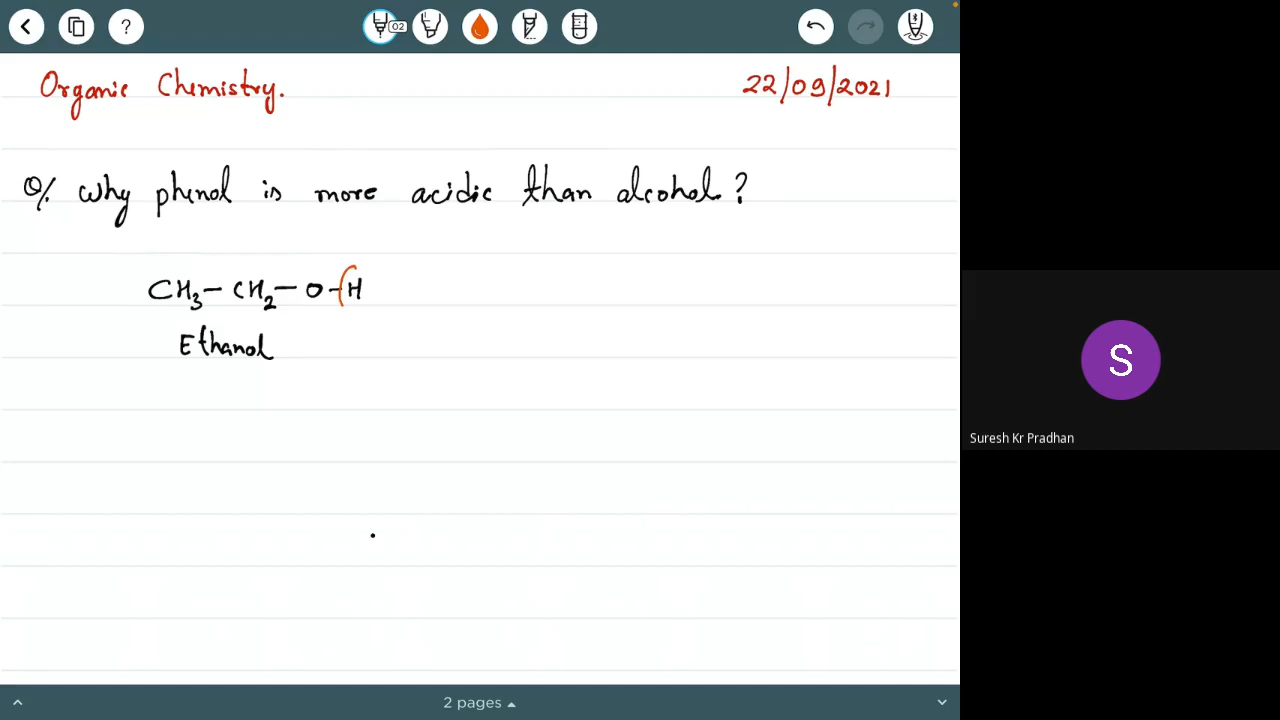 02
?
Organic Chemistry.
22/09/2021
Q/. why phenol is more acidic than alcohol?
CH3-CH2-O-H
Ethanol
S
Suresh Kr Pradhan
2 pages